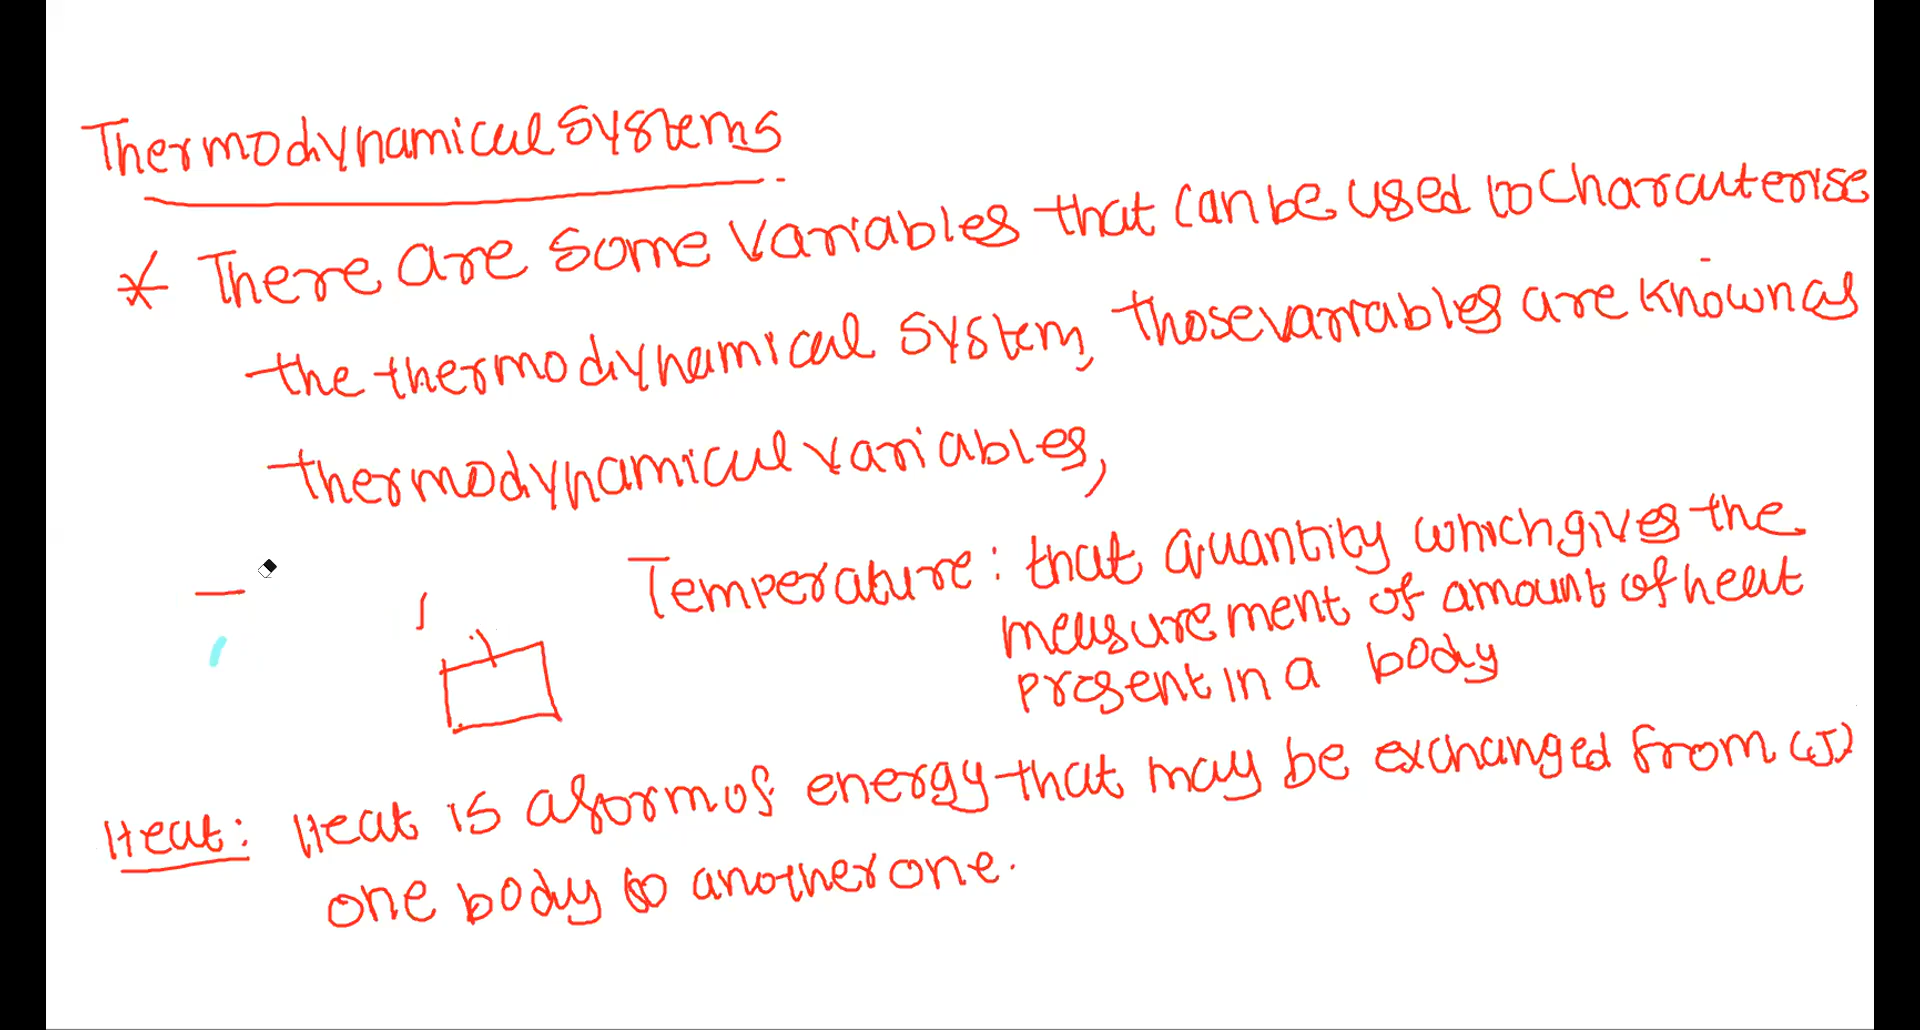 Thermodynamical Systems
* There are some variables that can be used to characterise
the thermodynamical system, those variables are known as
thermodynamical variables,
Temperature : that quantity which gives the
measurement of amount of heat
present in a body
Heat : Heat is a form of energy that may be exchanged from (J)
one body to another one.